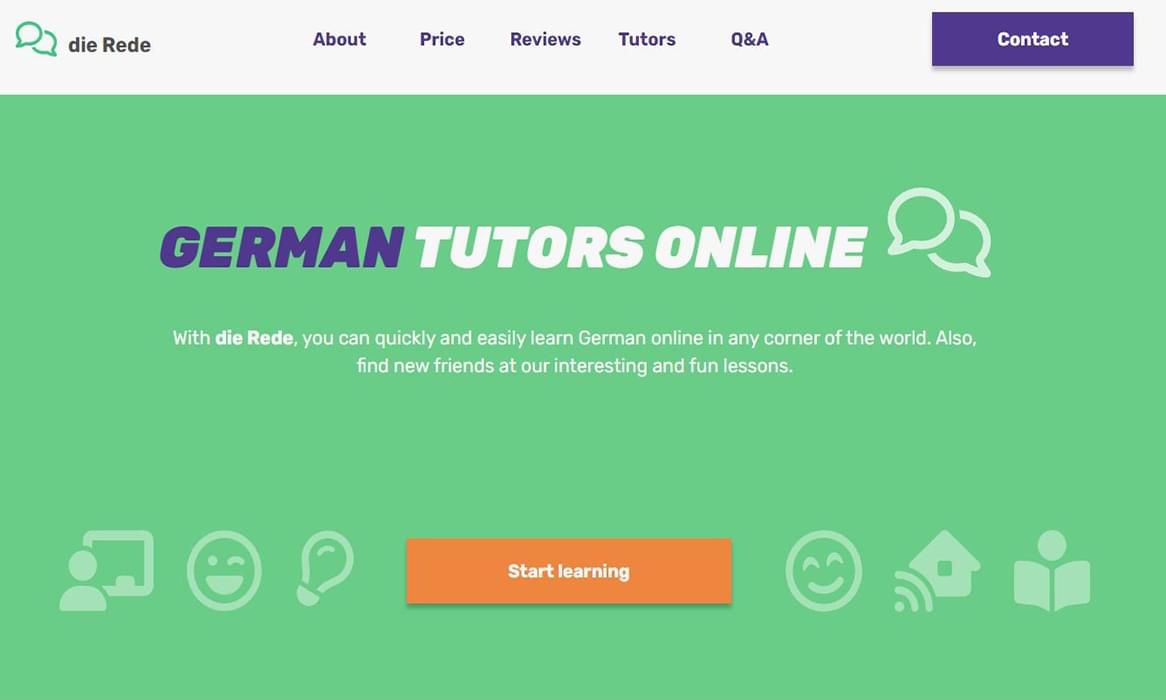 die Rede
About
Price
Reviews
Tutors
Q&A
Contact
GERMAN TUTORS ONLINE
With die Rede, you can quickly and easily learn German online in any corner of the world. Also,
find new friends at our interesting and fun lessons.
Start learning